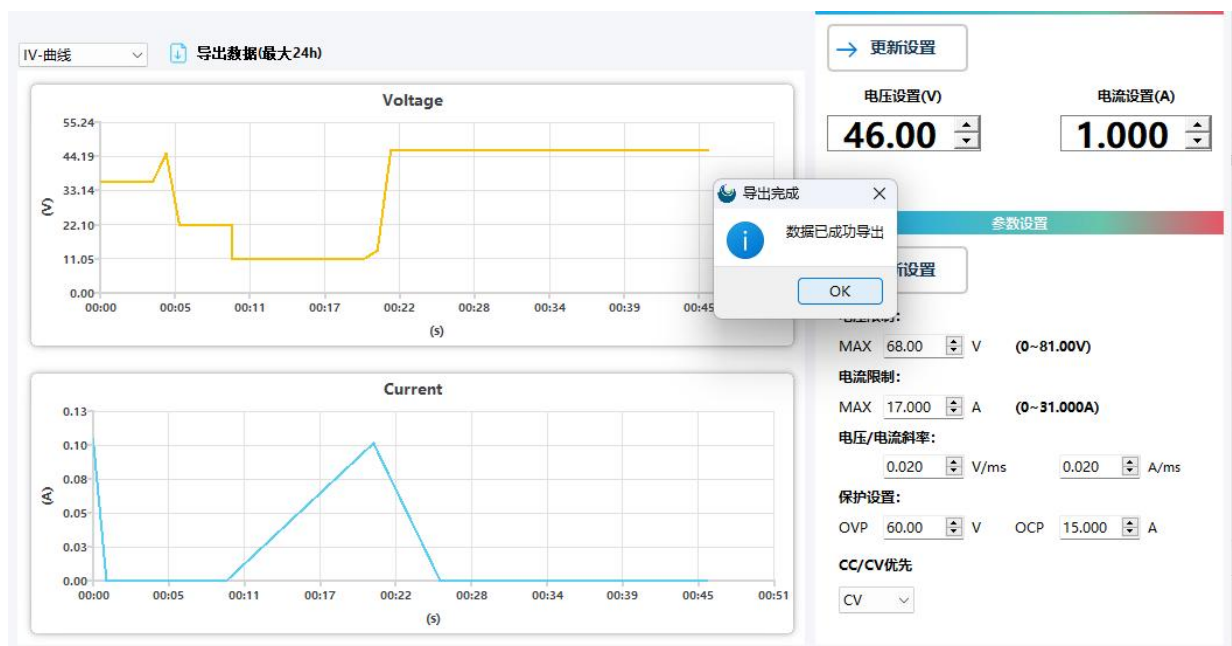 IV-曲线
导出数据(最大24h)
Voltage
55.24
44.19
33.14
22.10
11.05
0.00
(V)
00:00 00:05 00:11 00:17 00:22 00:28 00:34 00:39 00:45
(s)
Current
0.13
0.10
0.08
0.05
0.03
0.00
(A)
00:00 00:05 00:11 00:17 00:22 00:28 00:34 00:39 00:45 00:51
(s)
更新设置
电压设置(V) 电流设置(A)
46.00 1.000
导出完成
数据已成功导出
OK
参数设置
新设置
MAX 68.00 V (0~81.00V)
电流限制:
MAX 17.000 A (0~31.000A)
电压/电流斜率:
0.020 V/ms 0.020 A/ms
保护设置:
OVP 60.00 V OCP 15.000 A
CC/CV优先
CV